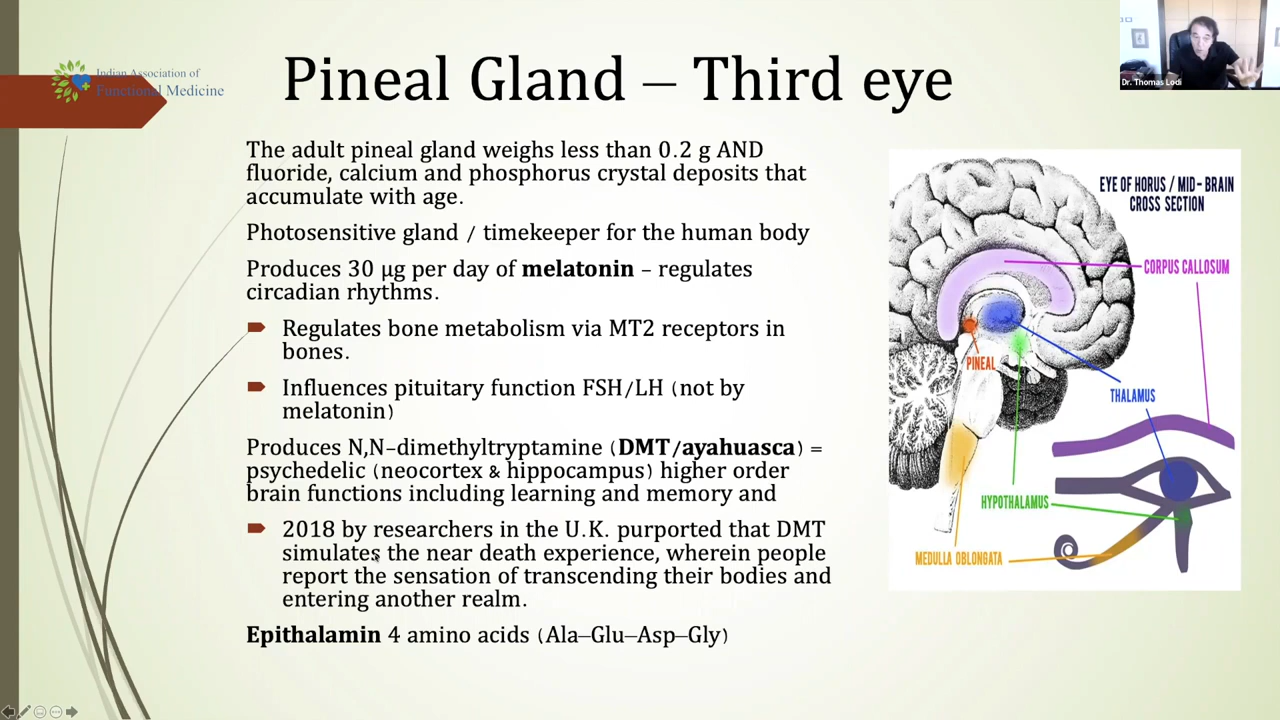 Indian Association of
Functional Medicine
Pineal Gland – Third eye
Dr. Thomas Lodi
The adult pineal gland weighs less than 0.2 g AND
fluoride, calcium and phosphorus crystal deposits that
accumulate with age.
Photosensitive gland / timekeeper for the human body
Produces 30 µg per day of melatonin – regulates
circadian rhythms.
Regulates bone metabolism via MT2 receptors in
bones.
Influences pituitary function FSH/LH (not by
melatonin)
Produces N,N–dimethyltryptamine (DMT/ayahuasca) =
psychedelic (neocortex & hippocampus) higher order
brain functions including learning and memory and
2018 by researchers in the U.K. purported that DMT
simulates the near death experience, wherein people
report the sensation of transcending their bodies and
entering another realm.
Epithalamin 4 amino acids (Ala–Glu–Asp–Gly)
EYE OF HORUS / MID-BRAIN
CROSS SECTION
CORPUS CALLOSUM
PINEAL
THALAMUS
HYPOTHALAMUS
MEDULLA OBLONGATA